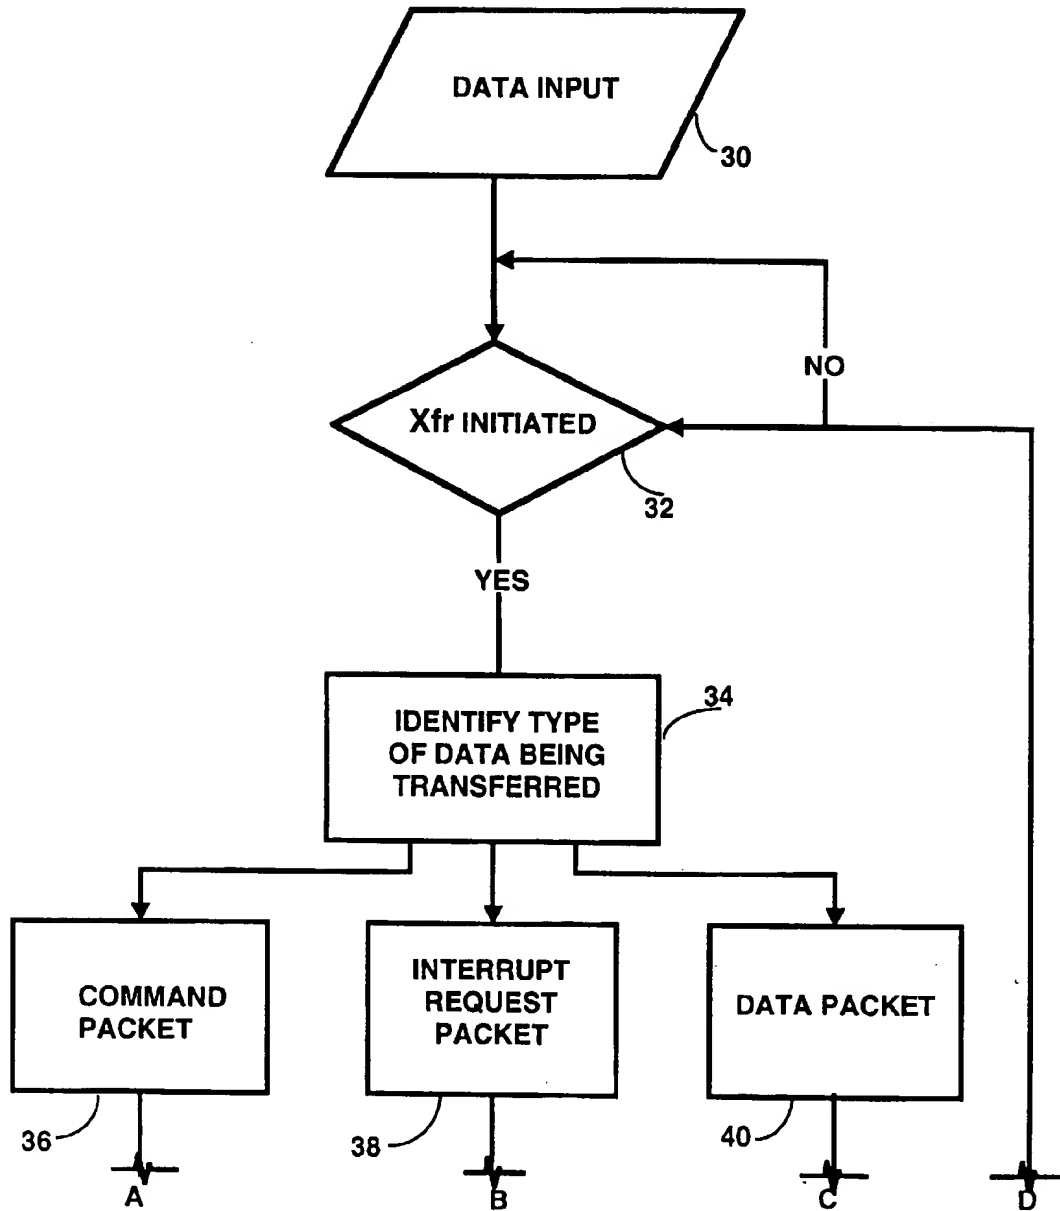 DATA INPUT
30
NO
Xfr INITIATED
32
YES
34
IDENTIFY TYPE
OF DATA BEING
TRANSFERRED
COMMAND
PACKET
INTERRUPT
REQUEST
PACKET
DATA PACKET
36
38
40
A
B
C
D